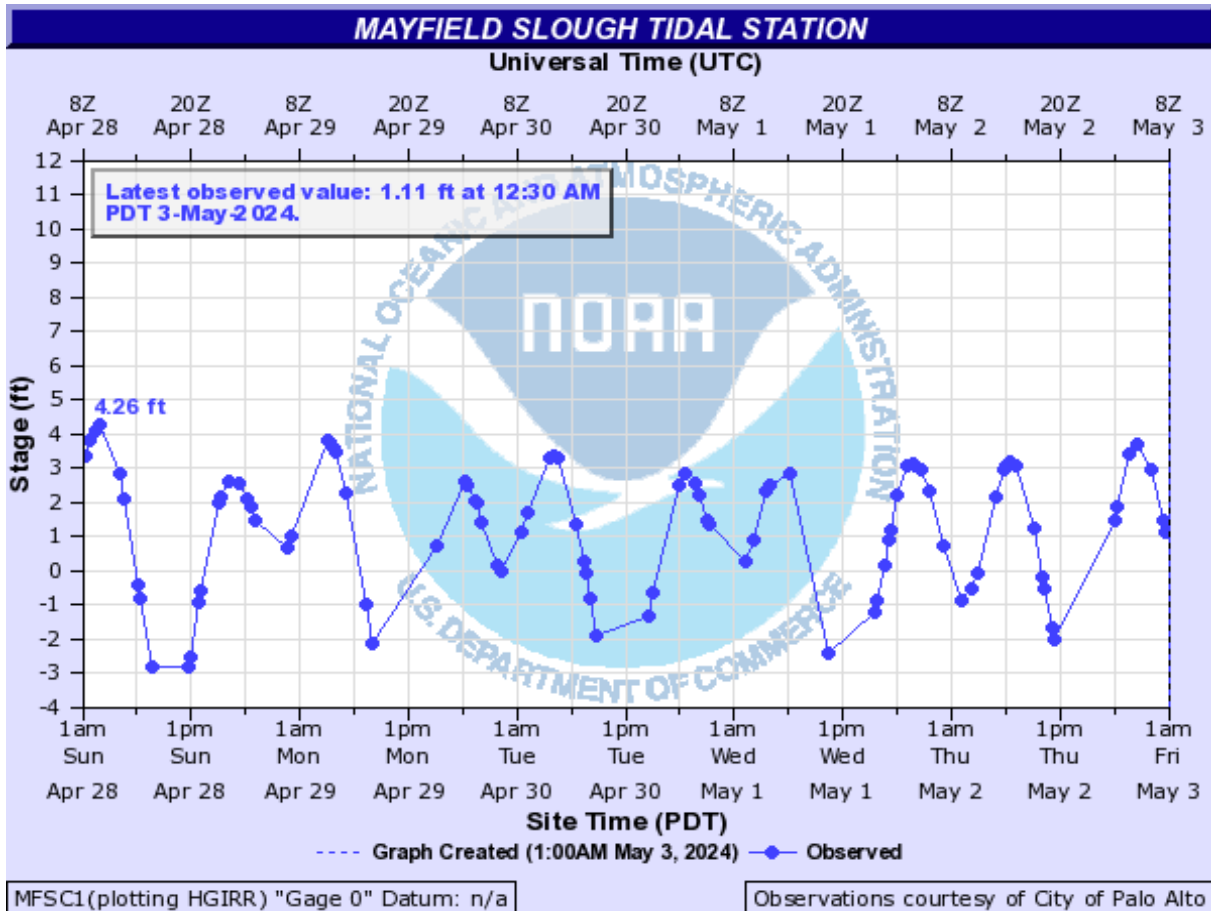 MAYFIELD SLOUGH TIDAL STATION
Universal Time (UTC)
8Z 20Z 8Z 20Z 8Z 20Z 8Z 20Z 8Z 20Z 8Z
Apr 28 Apr 28 Apr 29 Apr 29 Apr 30 Apr 30 May 1 May 1 May 2 May 2 May 3
12
11
10
9
8
7
6
5
4
3
2
1
0
-1
-2
-3
-4
Stage (ft)
Latest observed value: 1.11 ft at 12:30 AM
PDT 3-May-2024.
4.26 ft
NATIONAL OCEANIC AND ATMOSPHERIC ADMINISTRATION
NOAA
U.S. DEPARTMENT OF COMMERCE
1am 1pm 1am 1pm 1am 1pm 1am 1pm 1am 1pm 1am
Sun Sun Mon Mon Tue Tue Wed Wed Thu Thu Fri
Apr 28 Apr 28 Apr 29 Apr 29 Apr 30 Apr 30 May 1 May 1 May 2 May 2 May 3
Site Time (PDT)
Graph Created (1:00AM May 3, 2024) Observed
MFSC1(plotting HGIRR) "Gage 0" Datum: n/a
Observations courtesy of City of Palo Alto